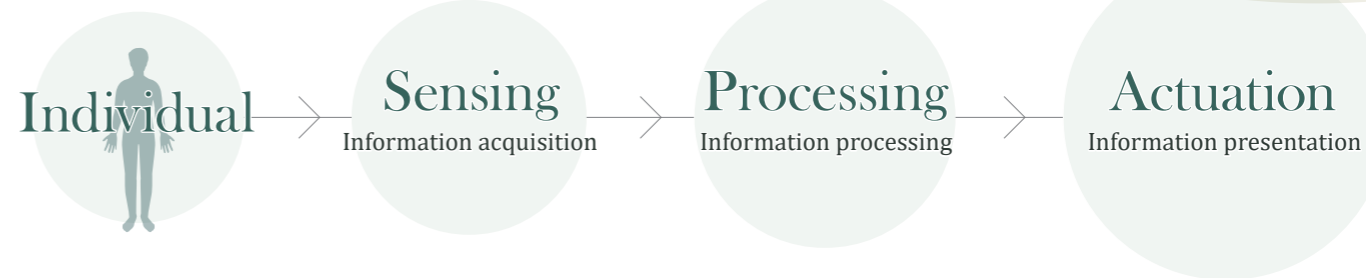 Individual
Sensing
Information acquisition
Processing
Information processing
Actuation
Information presentation